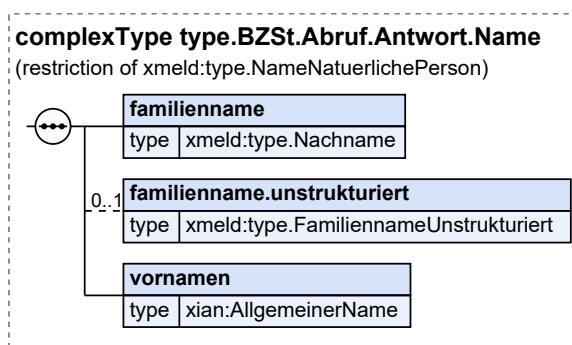 complexType type.BZSt.Abruf.Antwort.Name
(restriction of xmeld:type.NameNatuerlichePerson)
familienname
type xmeld:type.Nachname
0..1 familienname.unstrukturiert
type xmeld:type.FamiliennameUnstrukturiert
vornamen
type xian:AllgemeinerName